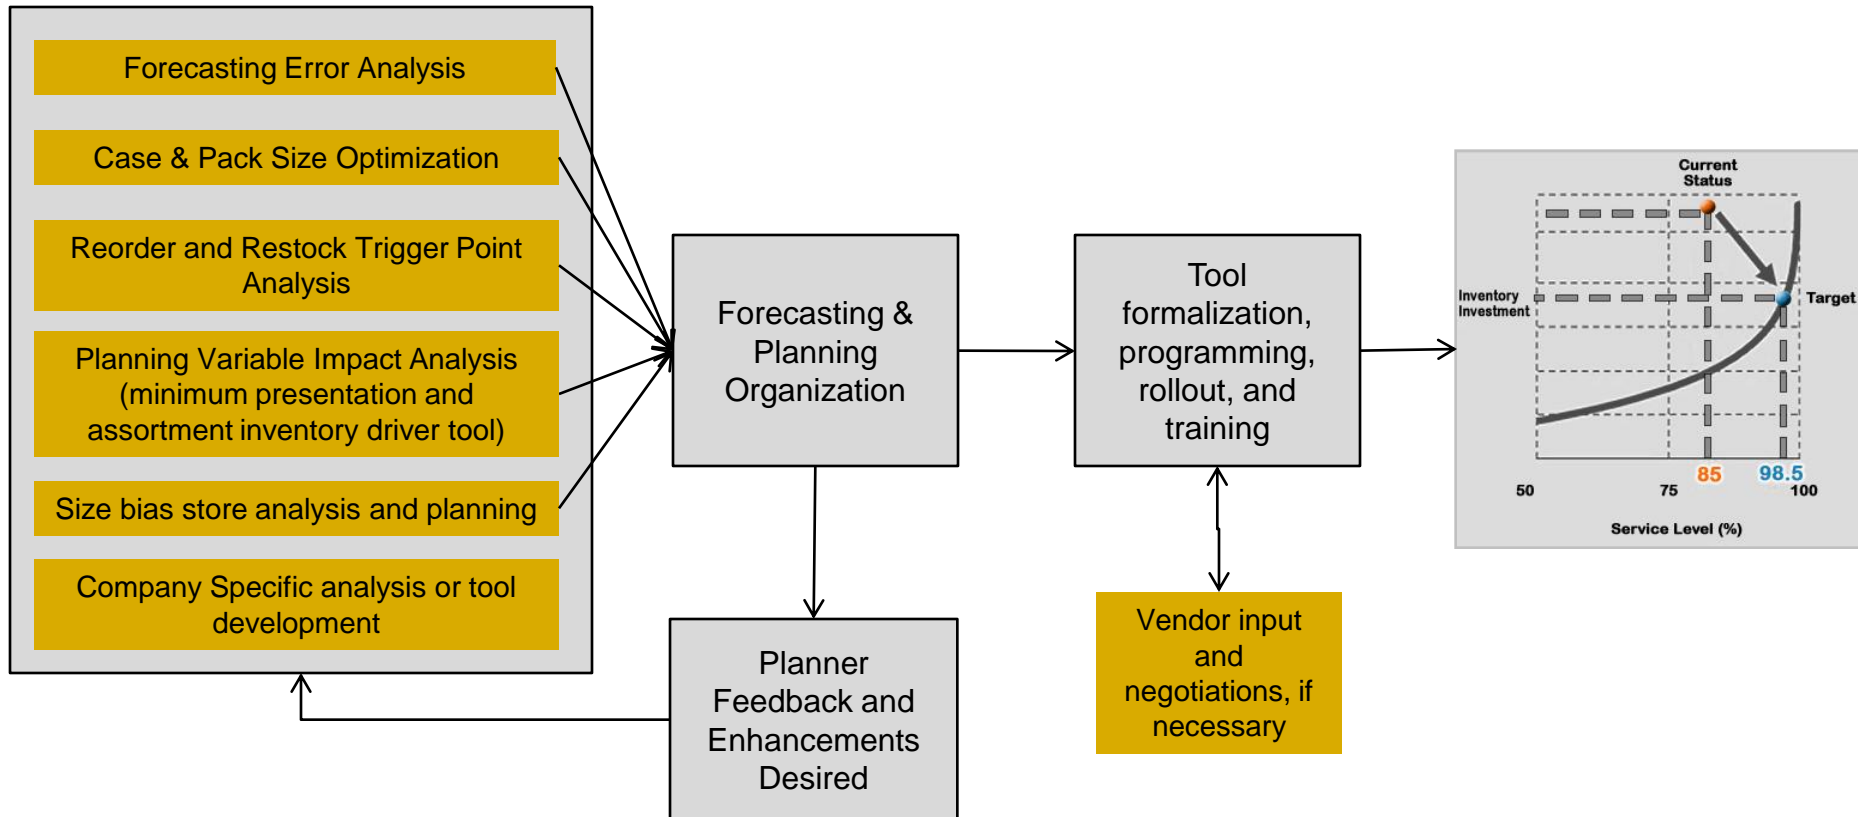 Forecasting Error Analysis
Case & Pack Size Optimization
Reorder and Restock Trigger Point
Analysis
Planning Variable Impact Analysis
(minimum presentation and
assortment inventory driver tool)
Size bias store analysis and planning
Company Specific analysis or tool
development
Forecasting &
Planning
Organization
Planner
Feedback and
Enhancements
Desired
Tool
formalization,
programming,
rollout, and
training
Vendor input
and
negotiations, if
necessary
Current
Status
Inventory
Investment
Target
85
98.5
50
75
100
Service Level (%)